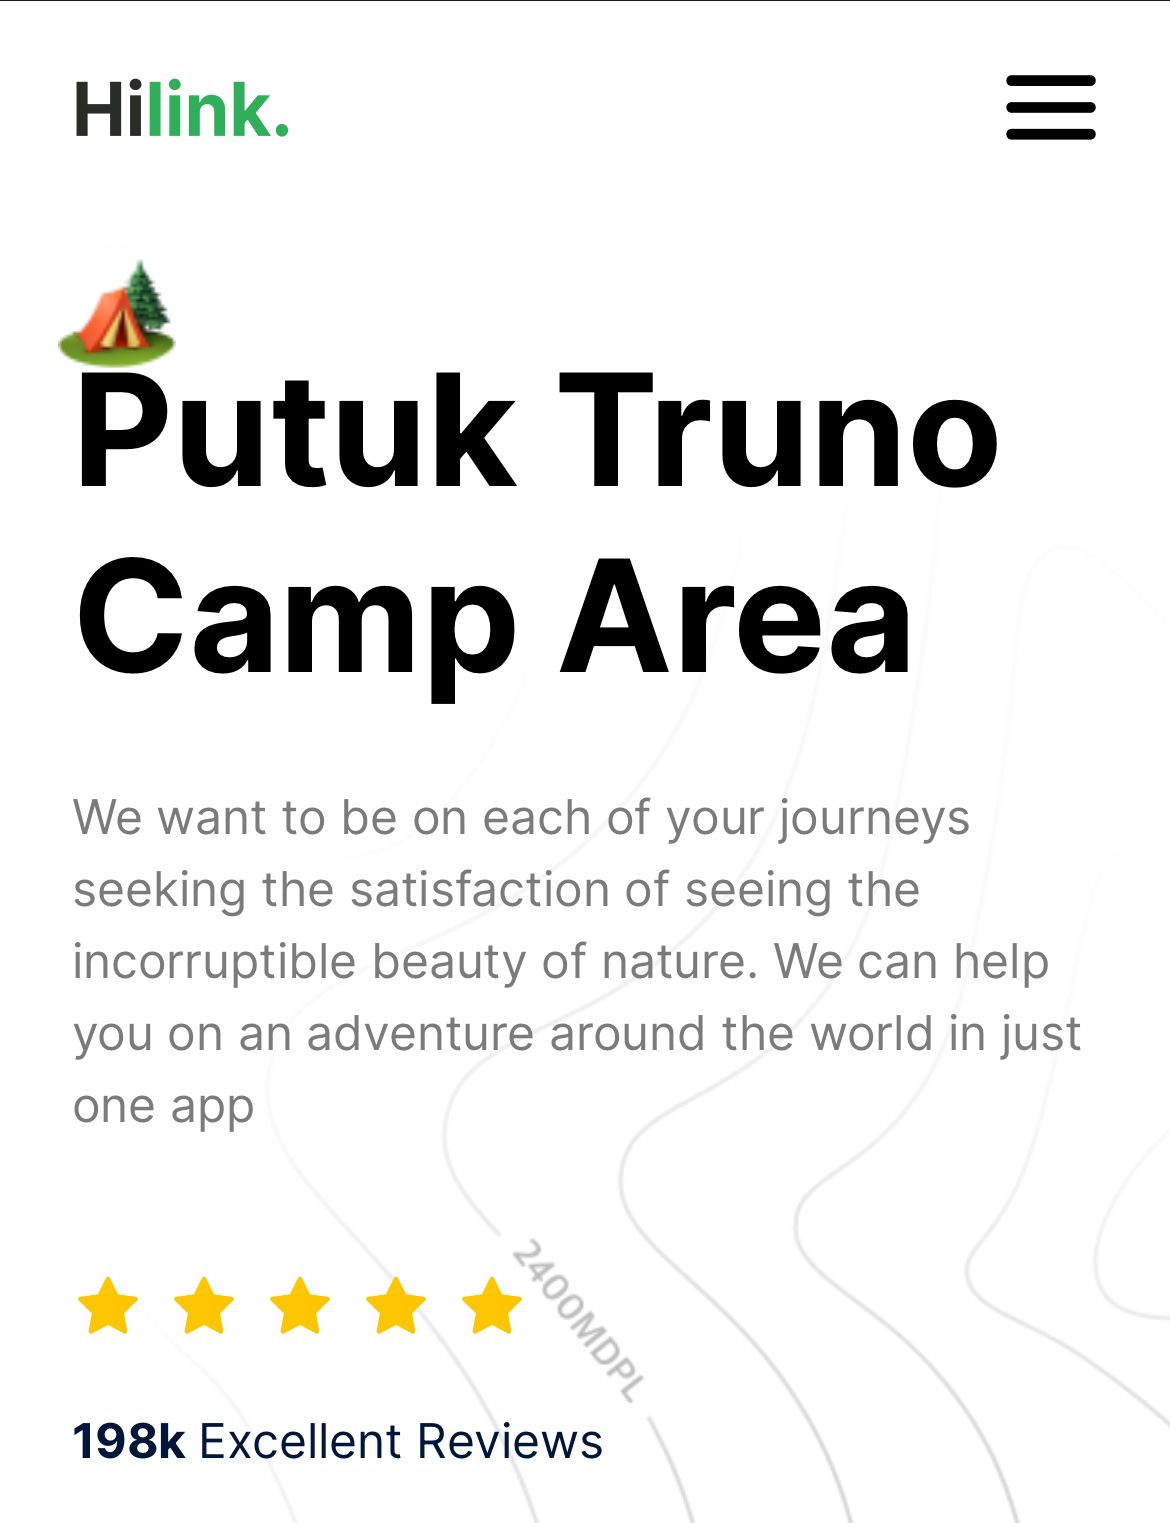 Hilink.
Putuk Truno
Camp Area
We want to be on each of your journeys
seeking the satisfaction of seeing the
incorruptible beauty of nature. We can help
you on an adventure around the world in just
one app
2400MDPL
198k Excellent Reviews